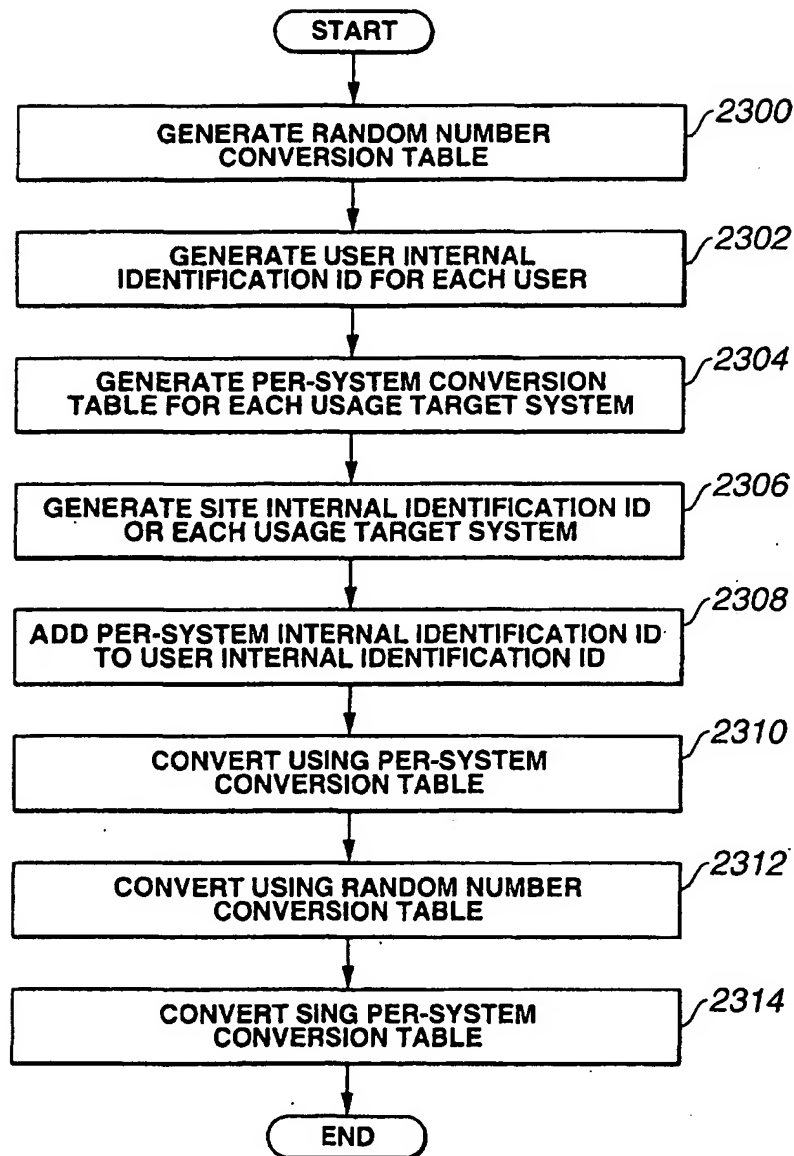 START
GENERATE RANDOM NUMBER
CONVERSION TABLE
2300
GENERATE USER INTERNAL
IDENTIFICATION ID FOR EACH USER
2302
GENERATE PER-SYSTEM CONVERSION
TABLE FOR EACH USAGE TARGET SYSTEM
2304
GENERATE SITE INTERNAL IDENTIFICATION ID
OR EACH USAGE TARGET SYSTEM
2306
ADD PER-SYSTEM INTERNAL IDENTIFICATION ID
TO USER INTERNAL IDENTIFICATION ID
2308
CONVERT USING PER-SYSTEM
CONVERSION TABLE
2310
CONVERT USING RANDOM NUMBER
CONVERSION TABLE
2312
CONVERT SING PER-SYSTEM
CONVERSION TABLE
2314
END